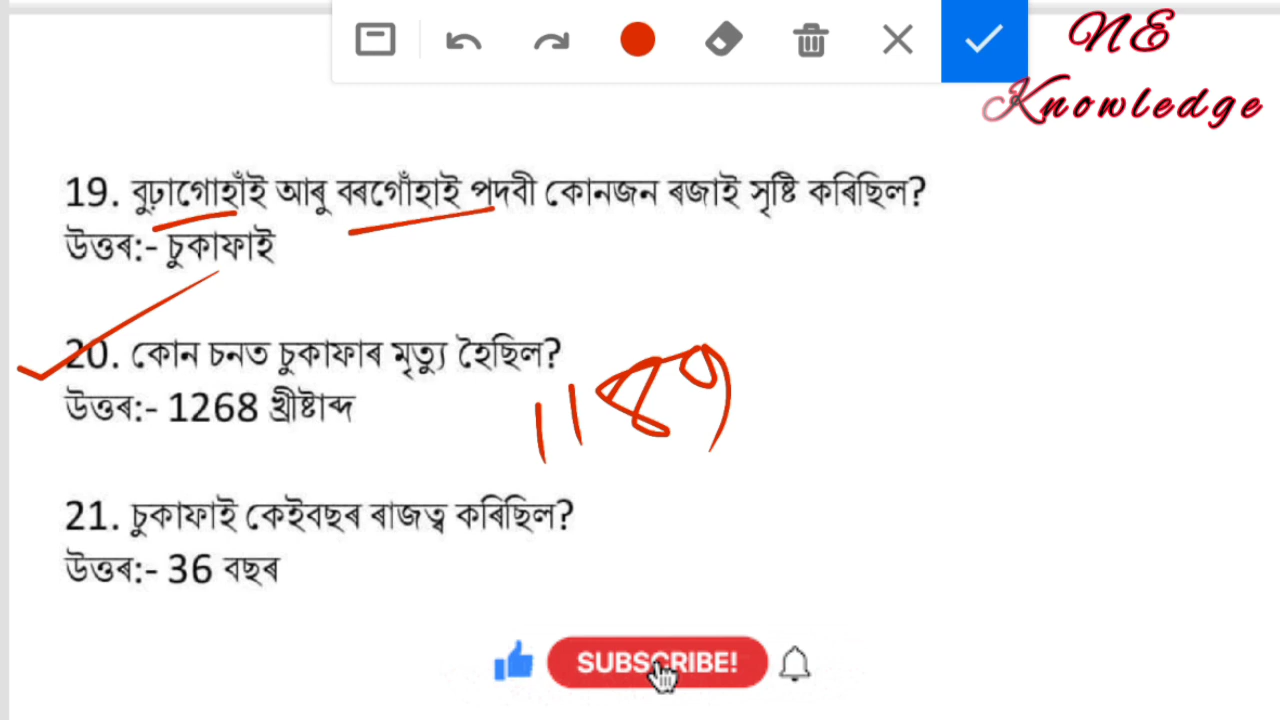 NE
Knowledge
19. বুঢ়াগোহাঁই আৰু বৰগোঁহাই পদবী কোনজন ৰজাই সৃষ্টি কৰিছিল?
উত্তৰ:- চুকাফাই
20. কোন চনত চুকাফাৰ মৃত্যু হৈছিল?
উত্তৰ:- 1268 খ্ৰীষ্টাব্দ
1189
21. চুকাফাই কেইবছৰ ৰাজত্ব কৰিছিল?
উত্তৰ:- 36 বছৰ
SUBSCRIBE!